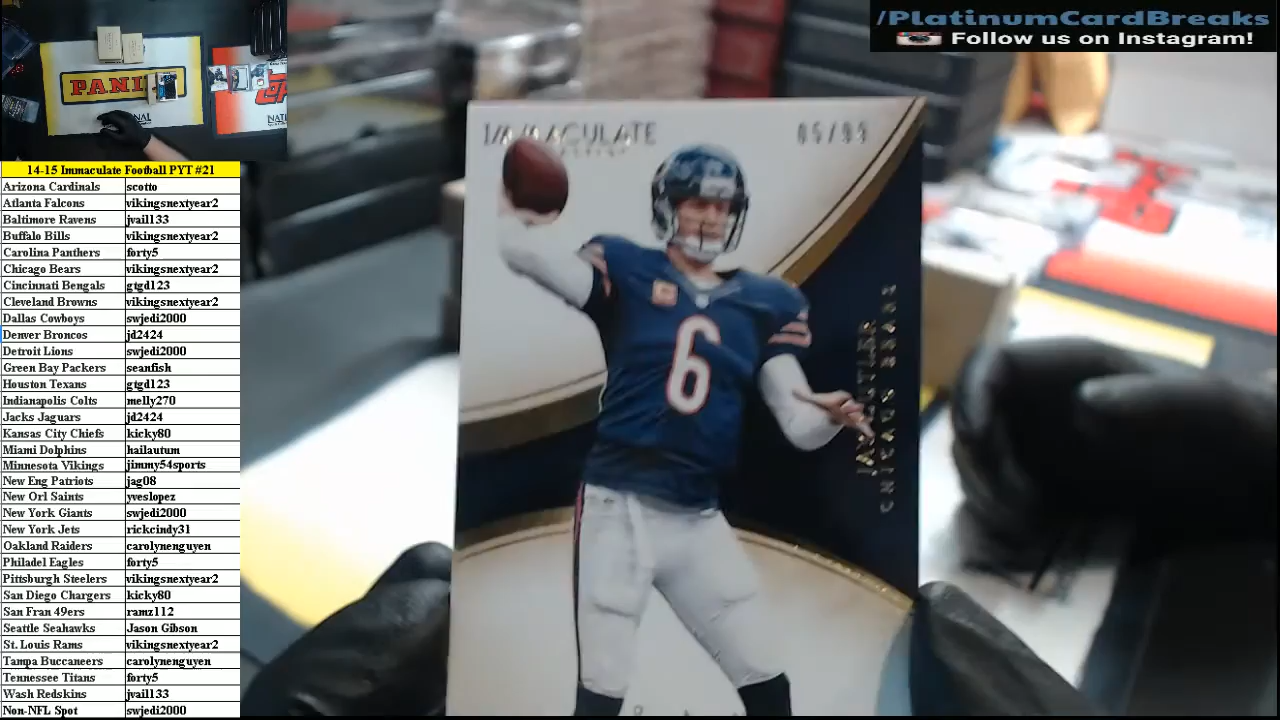 /PlatinumCardBreaks
Follow us on Instagram!
PANI
14-15 Immaculate Football PYT #21
Arizona Cardinals scotto
Atlanta Falcons vikingsnextyear2
Baltimore Ravens jvail133
Buffalo Bills vikingsnextyear2
Carolina Panthers forty5
Chicago Bears vikingsnextyear2
Cincinnati Bengals gtgd123
Cleveland Browns vikingsnextyear2
Dallas Cowboys swjedi2000
Denver Broncos jd2424
Detroit Lions swjedi2000
Green Bay Packers seanfish
Houston Texans gtgd123
Indianapolis Colts melly270
Jacks Jaguars jd2424
Kansas City Chiefs kicky80
Miami Dolphins hailautum
Minnesota Vikings jimmy54sports
New Eng Patriots jag08
New Orl Saints yveslopez
New York Giants swjedi2000
New York Jets rickcindy31
Oakland Raiders carolynenguyen
Philadel Eagles forty5
Pittsburgh Steelers vikingsnextyear2
San Diego Chargers kicky80
San Fran 49ers ramz112
Seattle Seahawks Jason Gibson
St. Louis Rams vikingsnextyear2
Tampa Buccaneers carolynenguyen
Tennessee Titans forty5
Wash Redskins jvail133
Non-NFL Spot swjedi2000
IMMACULATE
6
JAY CUTLER
CHICAGO BEARS